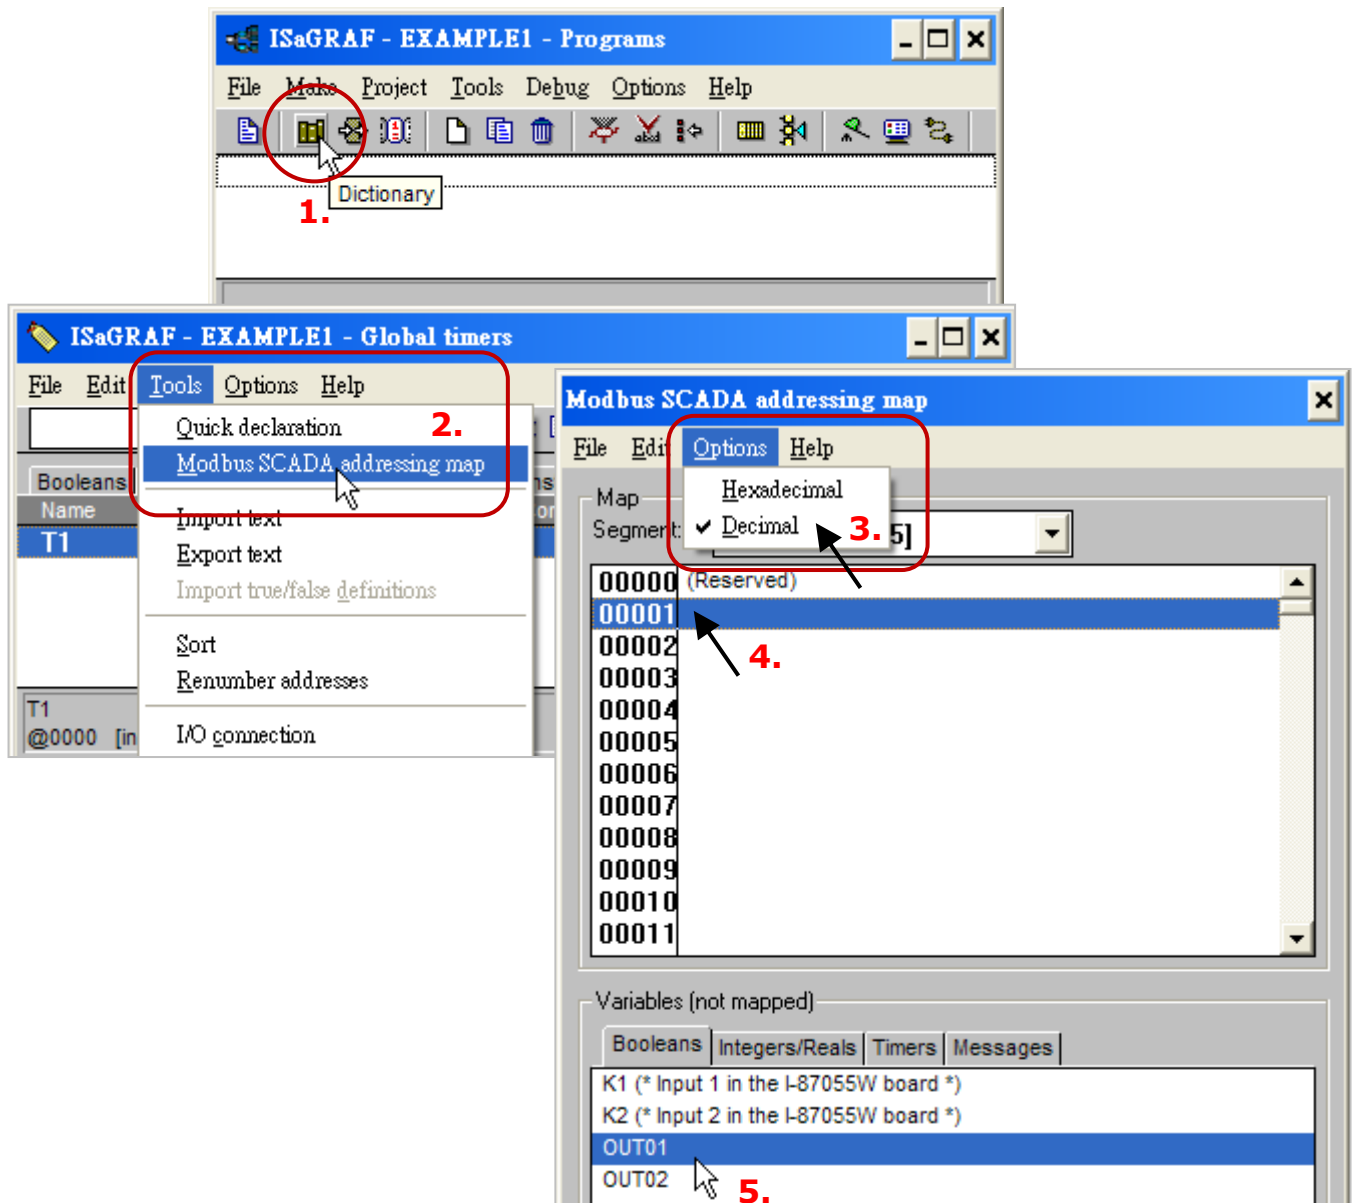 ISaGRAF - EXAMPLE1 - Programs
File Make Project Tools Debug Options Help
Dictionary
1.
ISaGRAF - EXAMPLE1 - Global timers
File Edit Tools Options Help
Quick declaration
2.
Modbus SCADA addressing map
Booleans
Name
Import text
T1
Export text
Import true/false definitions
Sort
Renumber addresses
T1
@0000 [in
I/O connection
Modbus SCADA addressing map
File Edit Options Help
Hexadecimal
Map
Segment:
Decimal
3.
5]
00000 (Reserved)
00001
00002
4.
00003
00004
00005
00006
00007
00008
00009
00010
00011
Variables (not mapped)
Booleans Integers/Reals Timers Messages
K1 (* Input 1 in the I-87055W board *)
K2 (* Input 2 in the I-87055W board *)
OUT01
OUT02
5.